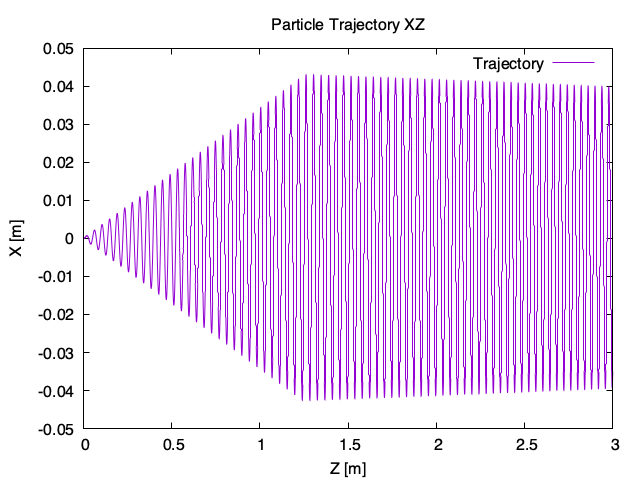 Particle Trajectory XZ
Trajectory
0.05
0.04
0.03
0.02
0.01
0
-0.01
-0.02
-0.03
-0.04
-0.05
X [m]
0 0.5 1 1.5 2 2.5 3
Z [m]